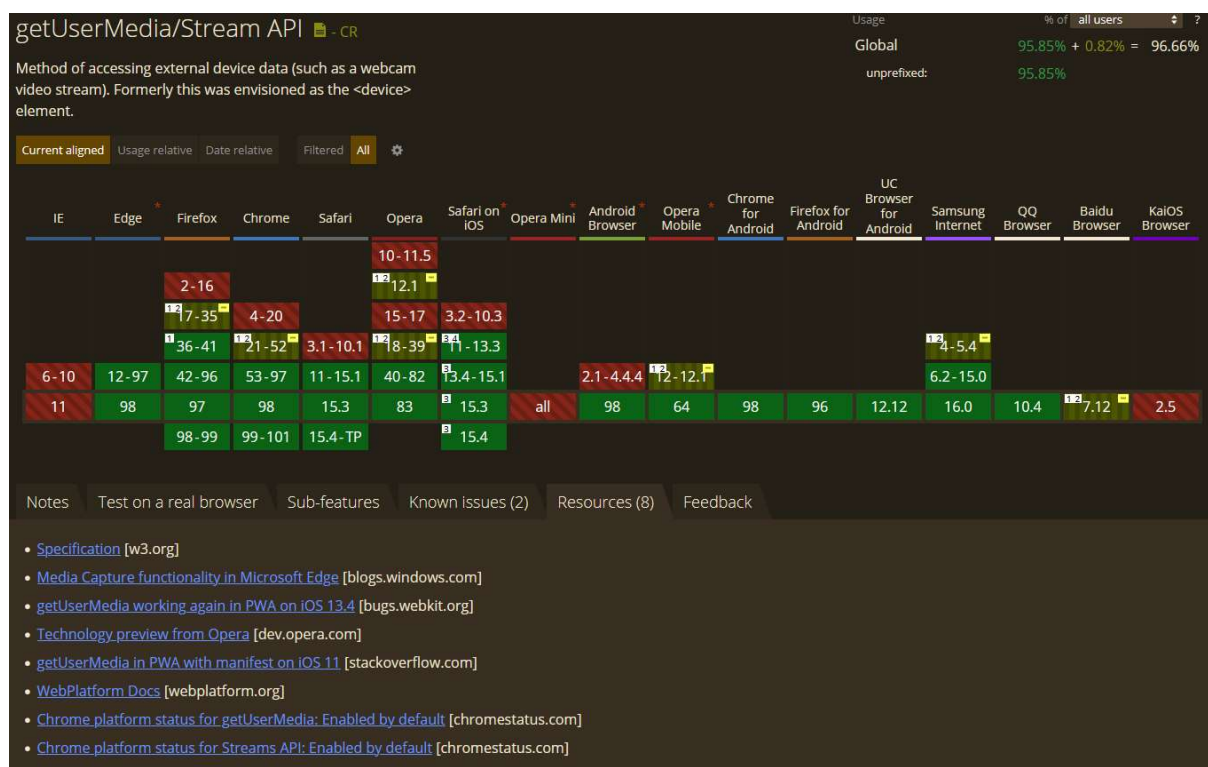 getUserMedia/Stream API - CR
Usage % of all users ?
Global 95.85% + 0.82% = 96.66%
unprefixed: 95.85%
Method of accessing external device data (such as a webcam
video stream). Formerly this was envisioned as the <device>
element.
Current aligned Usage relative Date relative Filtered All
IE Edge * Firefox Chrome Safari Opera Safari on iOS * Opera Mini * Android Browser * Opera Mobile * Chrome for Android Firefox for Android UC Browser for Android Samsung Internet QQ Browser Baidu Browser KaiOS Browser
10-11.5
2-16 1 2 12.1
1 2 17-35 4-20 15-17 3.2-10.3
1 36-41 1 2 21-52 3.1-10.1 1 2 18-39 3 4 11-13.3 1 2 4-5.4
6-10 12-97 42-96 53-97 11-15.1 40-82 3 13.4-15.1 2.1-4.4.4 1 2 12-12.1 6.2-15.0
11 98 97 98 15.3 83 3 15.3 all 98 64 98 96 12.12 16.0 10.4 1 2 7.12 2.5
98-99 99-101 15.4-TP 3 15.4
Notes Test on a real browser Sub-features Known issues (2) Resources (8) Feedback
• Specification [w3.org]
• Media Capture functionality in Microsoft Edge [blogs.windows.com]
• getUserMedia working again in PWA on iOS 13.4 [bugs.webkit.org]
• Technology preview from Opera [dev.opera.com]
• getUserMedia in PWA with manifest on iOS 11 [stackoverflow.com]
• WebPlatform Docs [webplatform.org]
• Chrome platform status for getUserMedia: Enabled by default [chromestatus.com]
• Chrome platform status for Streams API: Enabled by default [chromestatus.com]